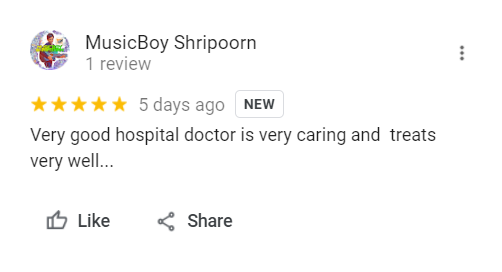 MusicBoy Shripoorn
1 review
5 days ago NEW
Very good hospital doctor is very caring and  treats
very well...
Like Share